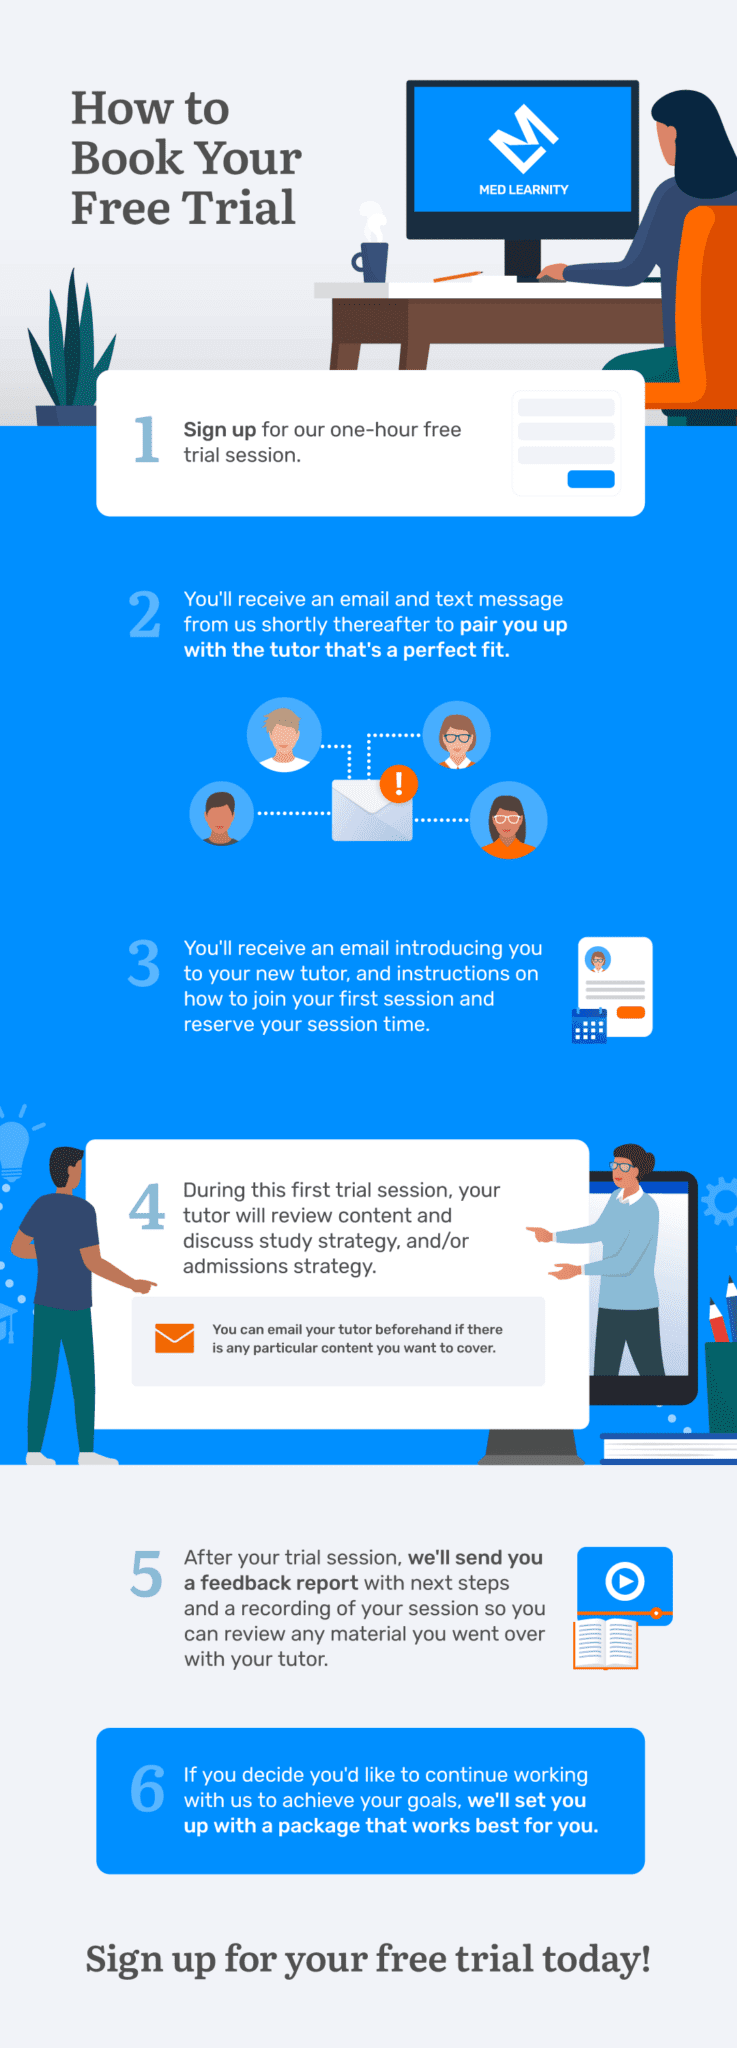 How to
Book Your
Free Trial
MED LEARNITY
1
Sign up for our one-hour free
trial session.
2
You'll receive an email and text message
from us shortly thereafter to pair you up
with the tutor that's a perfect fit.
!
3
You'll receive an email introducing you
to your new tutor, and instructions on
how to join your first session and
reserve your session time.
4
During this first trial session, your
tutor will review content and
discuss study strategy, and/or
admissions strategy.
You can email your tutor beforehand if there
is any particular content you want to cover.
5
After your trial session, we'll send you
a feedback report with next steps
and a recording of your session so you
can review any material you went over
with your tutor.
6
If you decide you'd like to continue working
with us to achieve your goals, we'll set you
up with a package that works best for you.
Sign up for your free trial today!